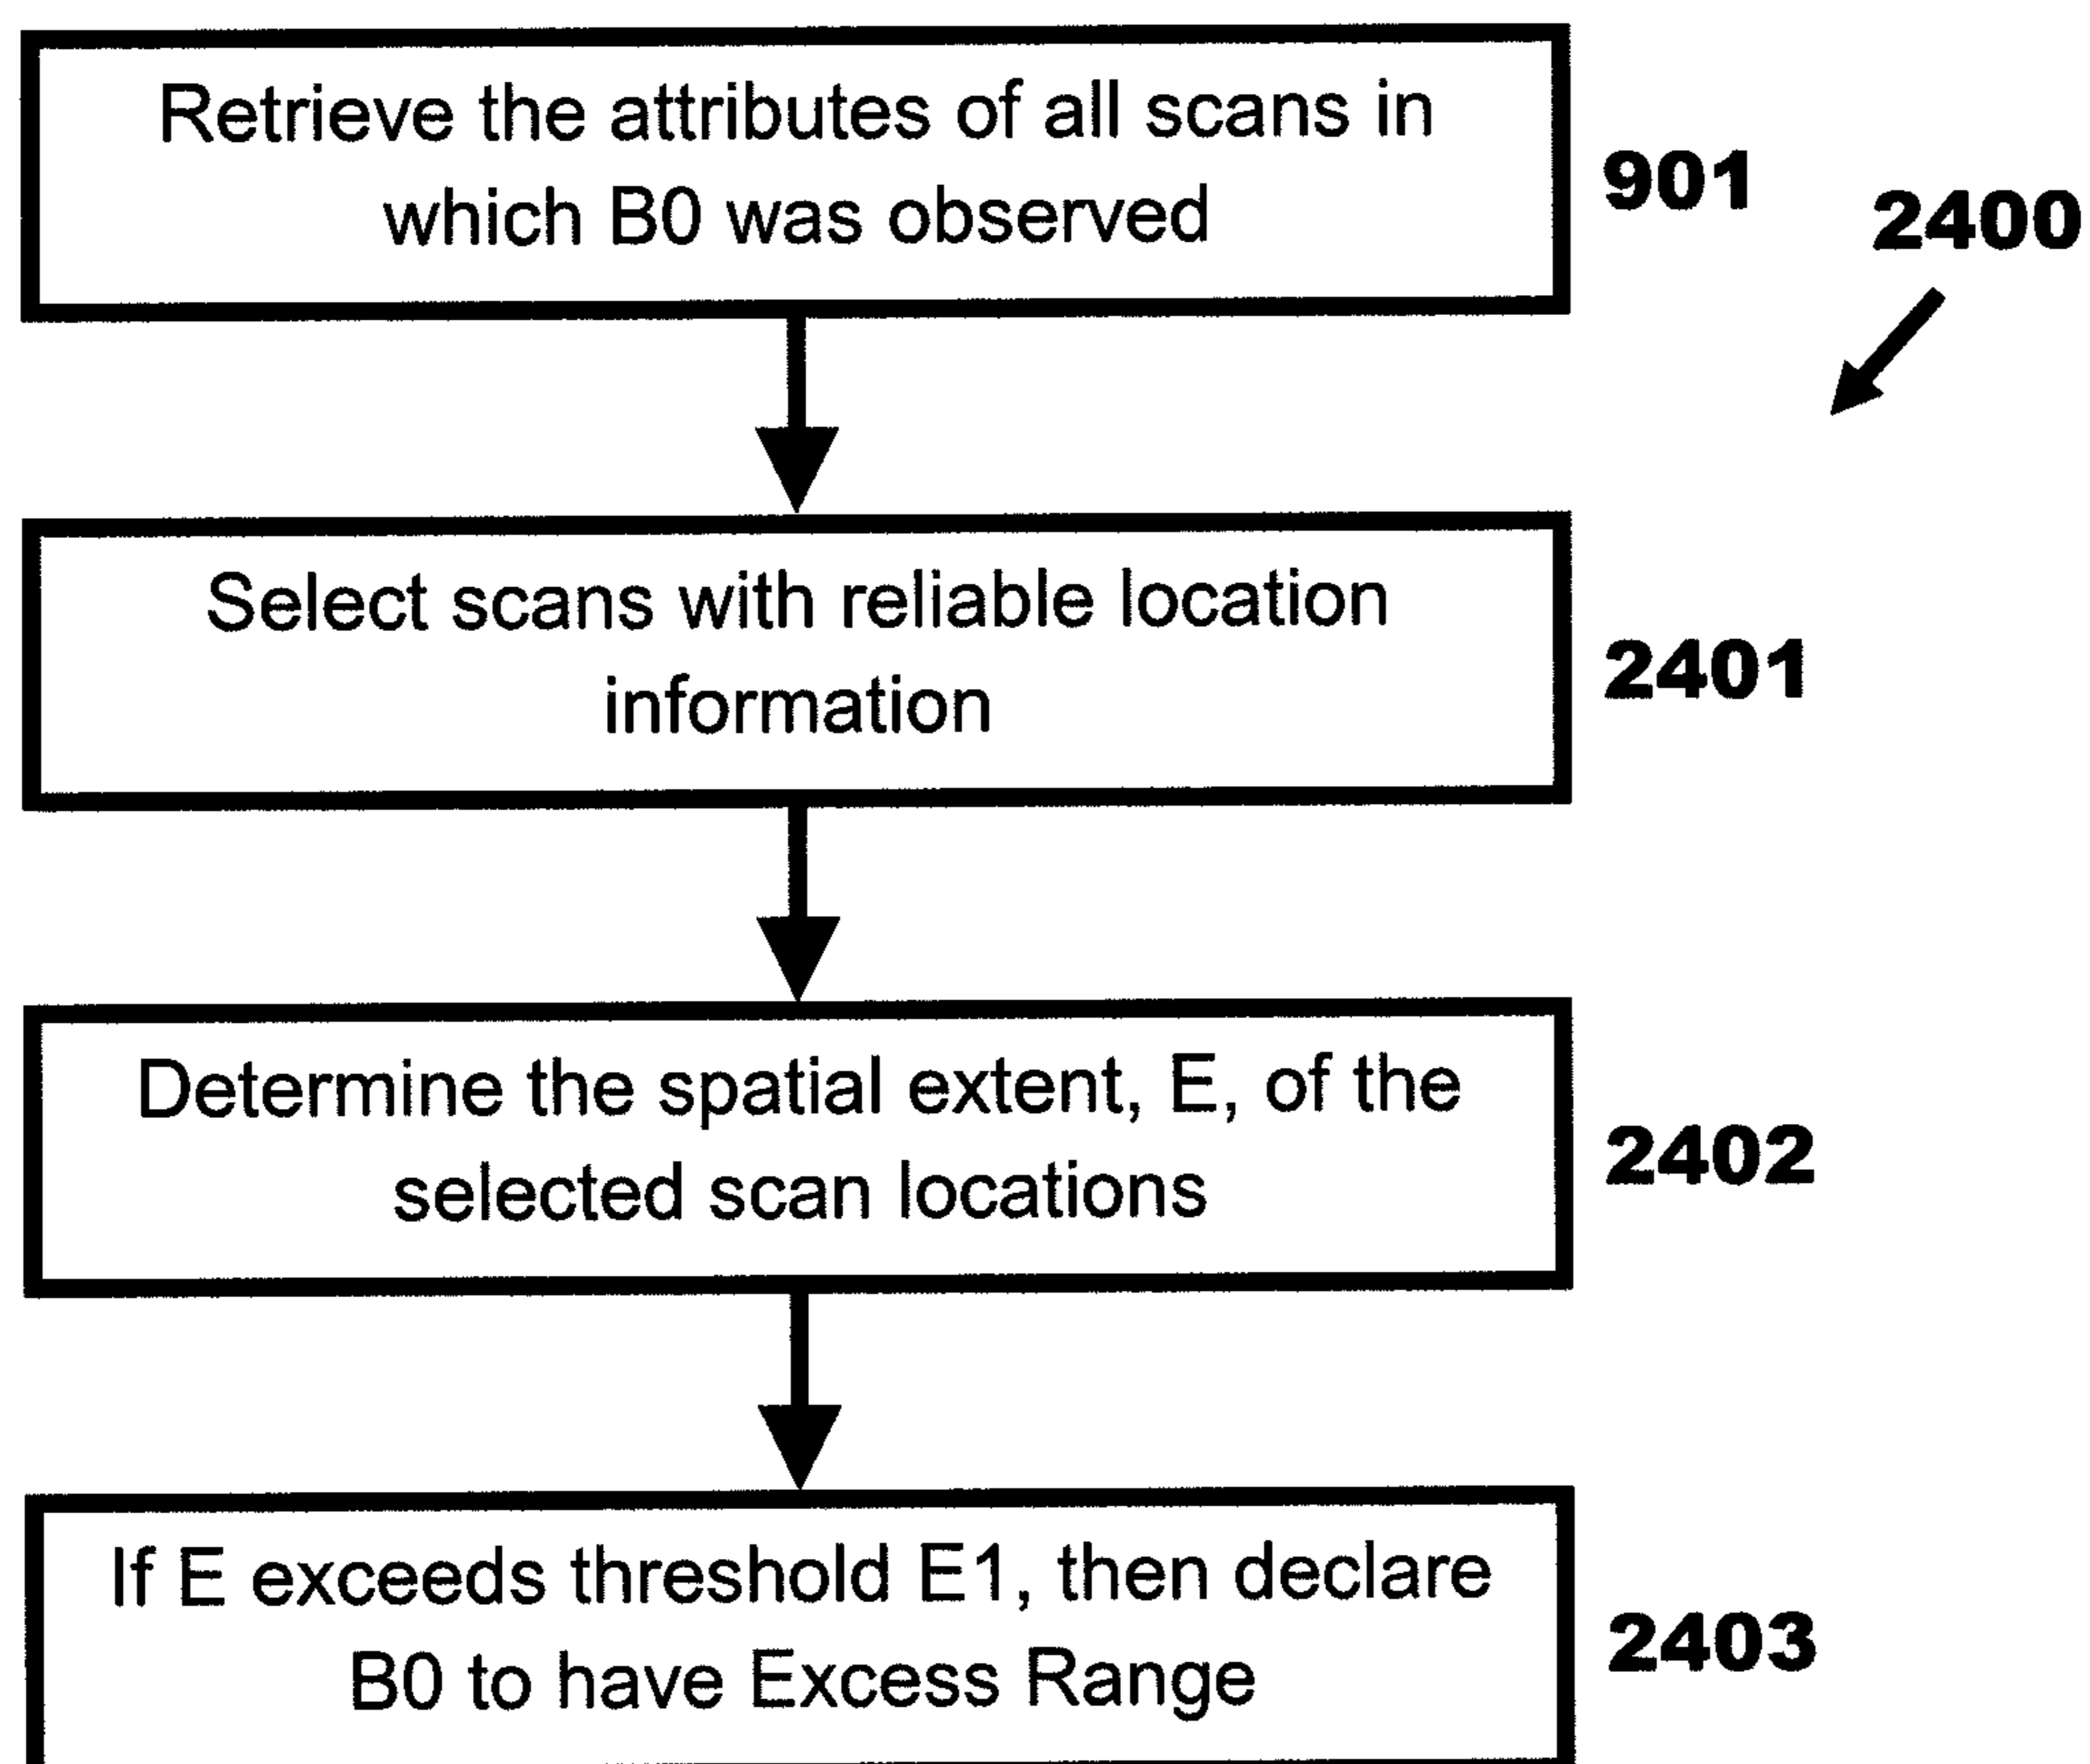 Retrieve the attributes of all scans in
which B0 was observed
901
2400
Select scans with reliable location
information
2401
Determine the spatial extent, E, of the
selected scan locations
2402
If E exceeds threshold E1, then declare
B0 to have Excess Range
2403